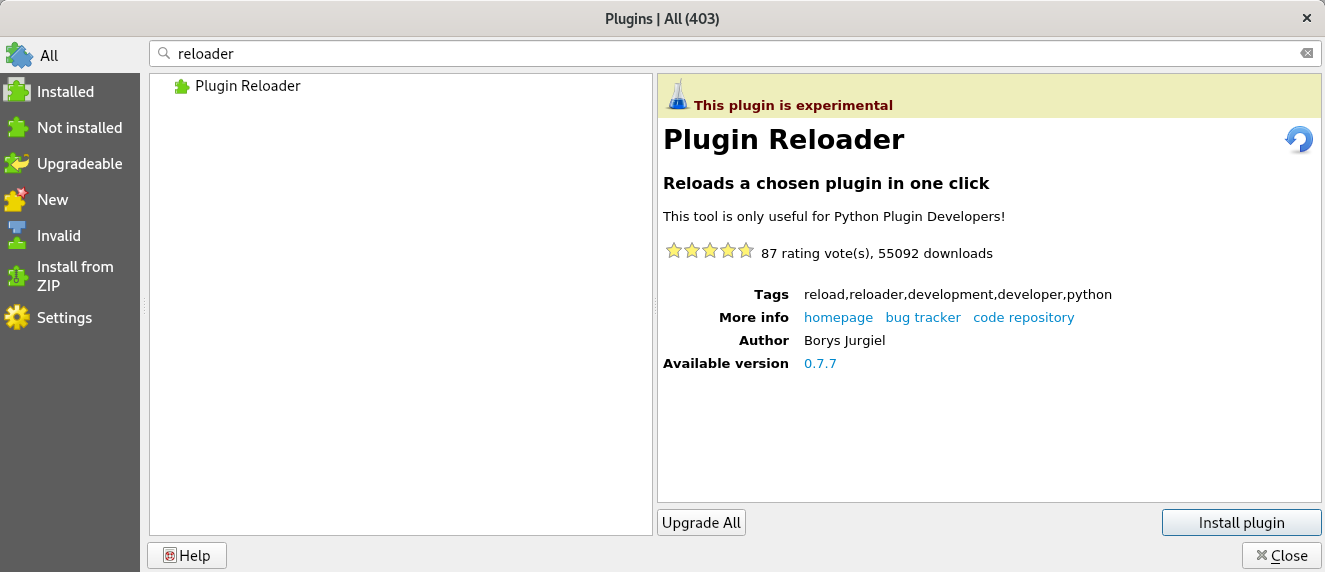 Plugins | All (403)
All
Installed
Not installed
Upgradeable
New
Invalid
Install from
ZIP
Settings
reloader
Plugin Reloader
This plugin is experimental
Plugin Reloader
Reloads a chosen plugin in one click
This tool is only useful for Python Plugin Developers!
87 rating vote(s), 55092 downloads
Tags reload,reloader,development,developer,python
More info homepage bug tracker code repository
Author Borys Jurgiel
Available version 0.7.7
Upgrade All Install plugin
Help Close